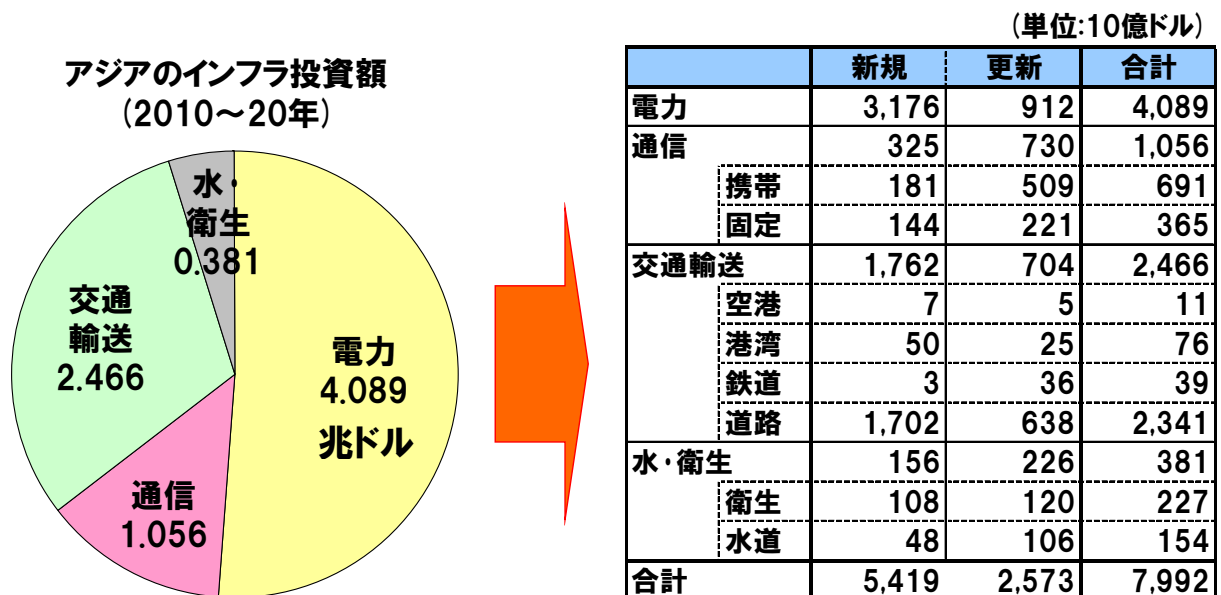 (単位:10億ドル)
アジアのインフラ投資額
(2010～20年)
水・
衛生
0.381
交通
輸送
2.466
電力
4.089
兆ドル
通信
1.056
新規 更新 合計
電力 3,176 912 4,089
通信 325 730 1,056
携帯 181 509 691
固定 144 221 365
交通輸送 1,762 704 2,466
空港 7 5 11
港湾 50 25 76
鉄道 3 36 39
道路 1,702 638 2,341
水・衛生 156 226 381
衛生 108 120 227
水道 48 106 154
合計 5,419 2,573 7,992